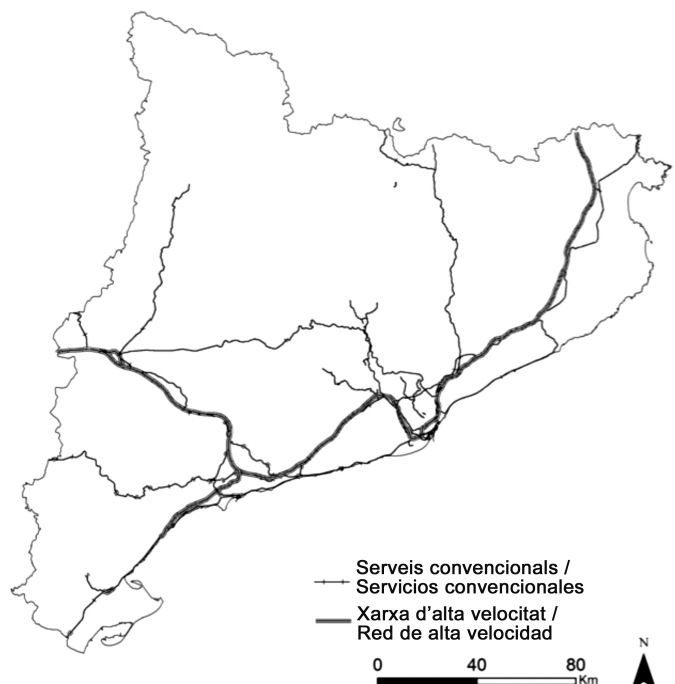 Serveis convencionals /
Servicios convencionales
Xarxa d'alta velocitat /
Red de alta velocidad
N
0 40 80
Km